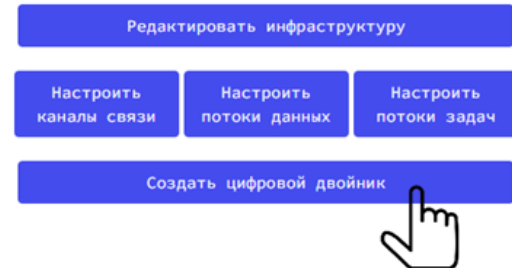 Редактировать инфраструктуру
Настроить
каналы связи
Настроить
потоки данных
Настроить
потоки задач
Создать цифровой двойник